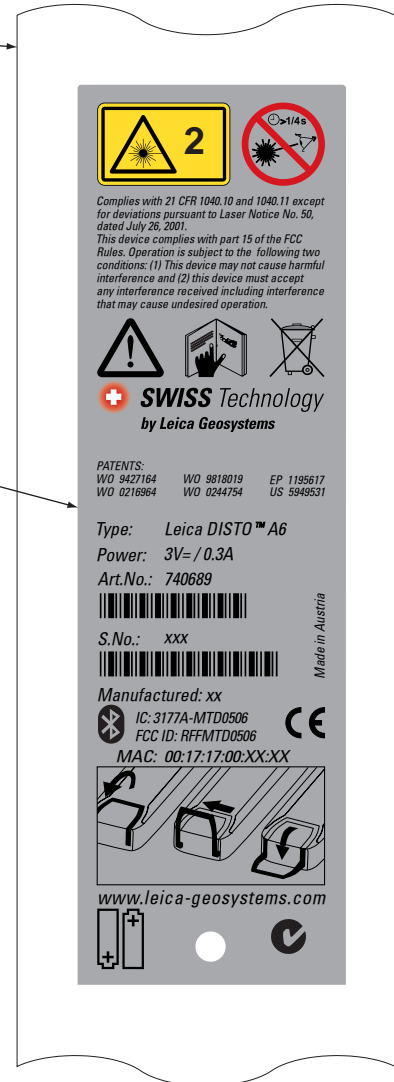 2
>1/4s
Complies with 21 CFR 1040.10 and 1040.11 except
for deviations pursuant to Laser Notice No. 50,
dated July 26, 2001.
This device complies with part 15 of the FCC
Rules. Operation is subject to the following two
conditions: (1) This device may not cause harmful
interference and (2) this device must accept
any interference received including interference
that may cause undesired operation.
SWISS Technology
by Leica Geosystems
PATENTS:
WO 9427164 WO 9818019 EP 1195617
WO 0216964 WO 0244754 US 5949531
Type: Leica DISTO™ A6
Power: 3V= / 0.3A
Art.No.: 740689
S.No.: xxx
Made in Austria
Manufactured: xx
IC: 3177A-MTD0506
FCC ID: RFFMTD0506
CE
MAC: 00:17:17:00:XX:XX
www.leica-geosystems.com